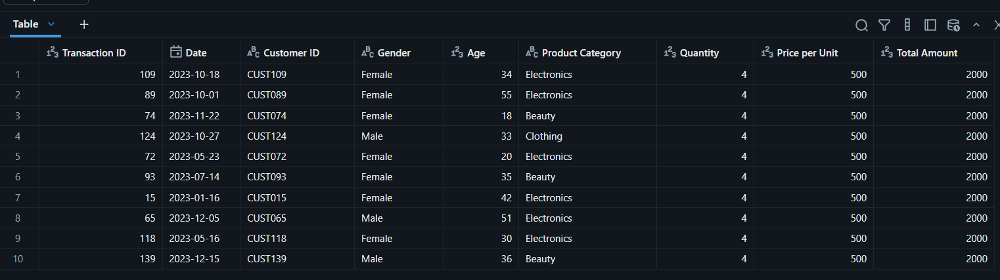 Table
Transaction ID Date Customer ID Gender Age Product Category Quantity Price per Unit Total Amount
1 109 2023-10-18 CUST109 Female 34 Electronics 4 500 2000
2 89 2023-10-01 CUST089 Female 55 Electronics 4 500 2000
3 74 2023-11-22 CUST074 Female 18 Beauty 4 500 2000
4 124 2023-10-27 CUST124 Male 33 Clothing 4 500 2000
5 72 2023-05-23 CUST072 Female 20 Electronics 4 500 2000
6 93 2023-07-14 CUST093 Female 35 Beauty 4 500 2000
7 15 2023-01-16 CUST015 Female 42 Electronics 4 500 2000
8 65 2023-12-05 CUST065 Male 51 Electronics 4 500 2000
9 118 2023-05-16 CUST118 Female 30 Electronics 4 500 2000
10 139 2023-12-15 CUST139 Male 36 Beauty 4 500 2000